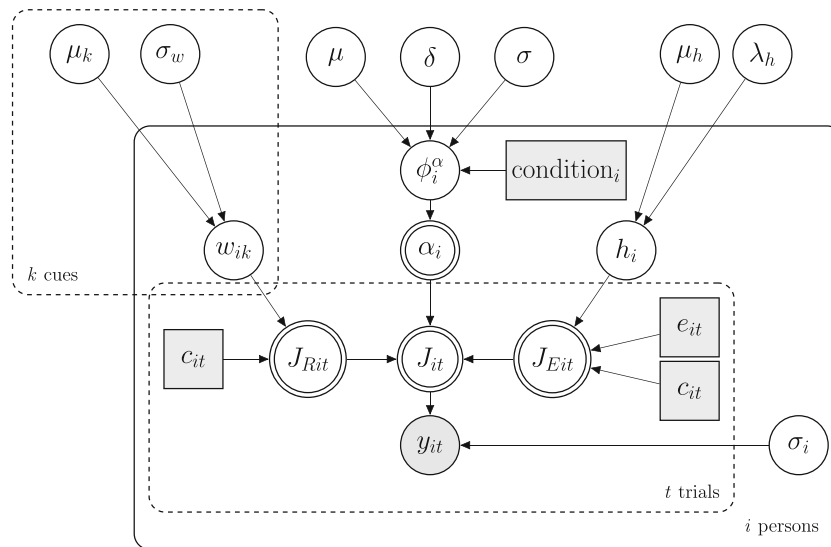 μ_k σ_w μ δ σ μ_h λ_h
ϕ_i^α condition_i
w_ik α_i h_i
k cues
e_it
c_it J_Rit J_it J_Eit
c_it
y_it σ_i
t trials
i persons